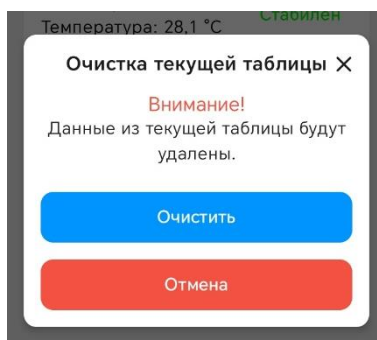 Температура: 28,1 °C
Стабилен
Очистка текущей таблицы ×
Внимание!
Данные из текущей таблицы будут
удалены.
Очистить
Отмена